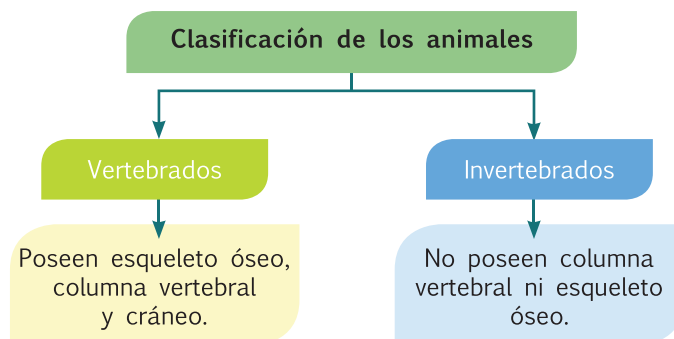 Clasificación de los animales
Vertebrados
Invertebrados
Poseen esqueleto óseo,
columna vertebral
y cráneo.
No poseen columna
vertebral ni esqueleto
óseo.